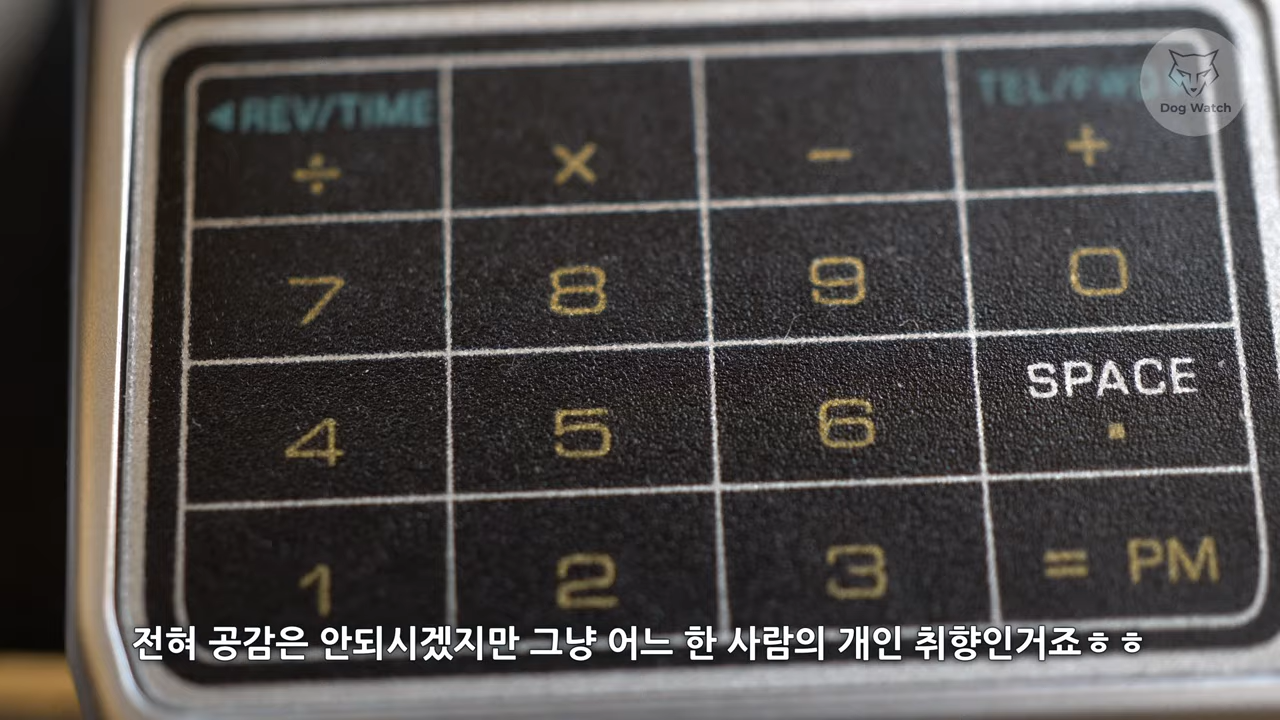 ◀REV/TIME
÷ × − +
TEL/FWD
Dog Watch
7 8 9 0
SPACE
4 5 6 .
1 2 3 = PM
전혀 공감은 안되시겠지만 그냥 어느 한 사람의 개인 취향인거죠ㅎㅎ